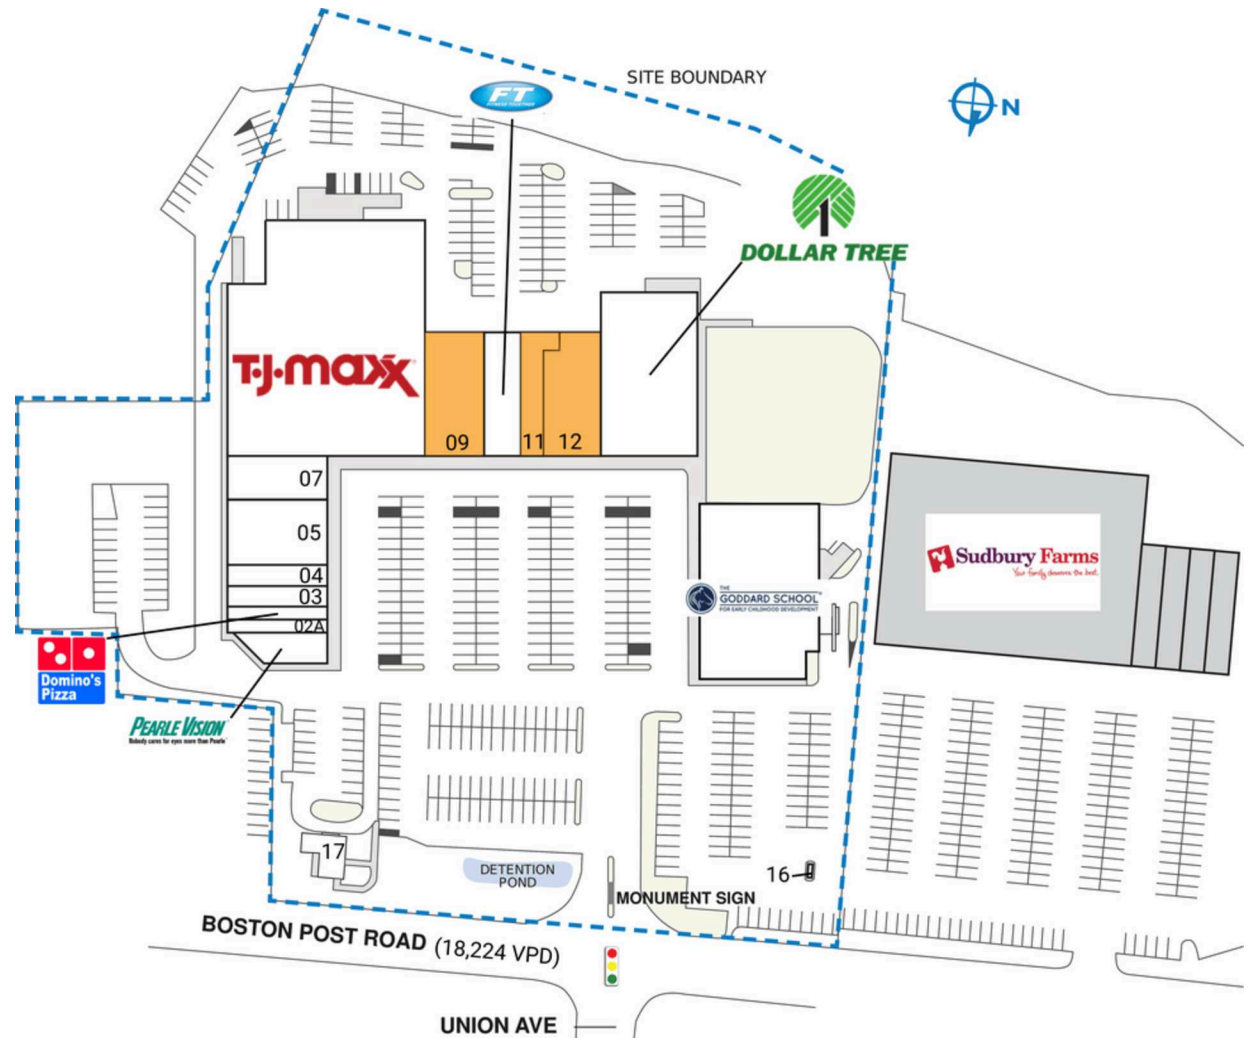 SITE BOUNDARY
FT
FITNESS TOGETHER
N
DOLLAR TREE
T•J•maxx
09
11
12
07
05
04
03
02A
Sudbury Farms
Your family deserves the best.
THE
GODDARD SCHOOL
FOR EARLY CHILDHOOD DEVELOPMENT
Domino's
Pizza
PEARLE VISION
Nobody cares for eyes more than Pearle
17
DETENTION
POND
16
MONUMENT SIGN
BOSTON POST ROAD (18,224 VPD)
UNION AVE